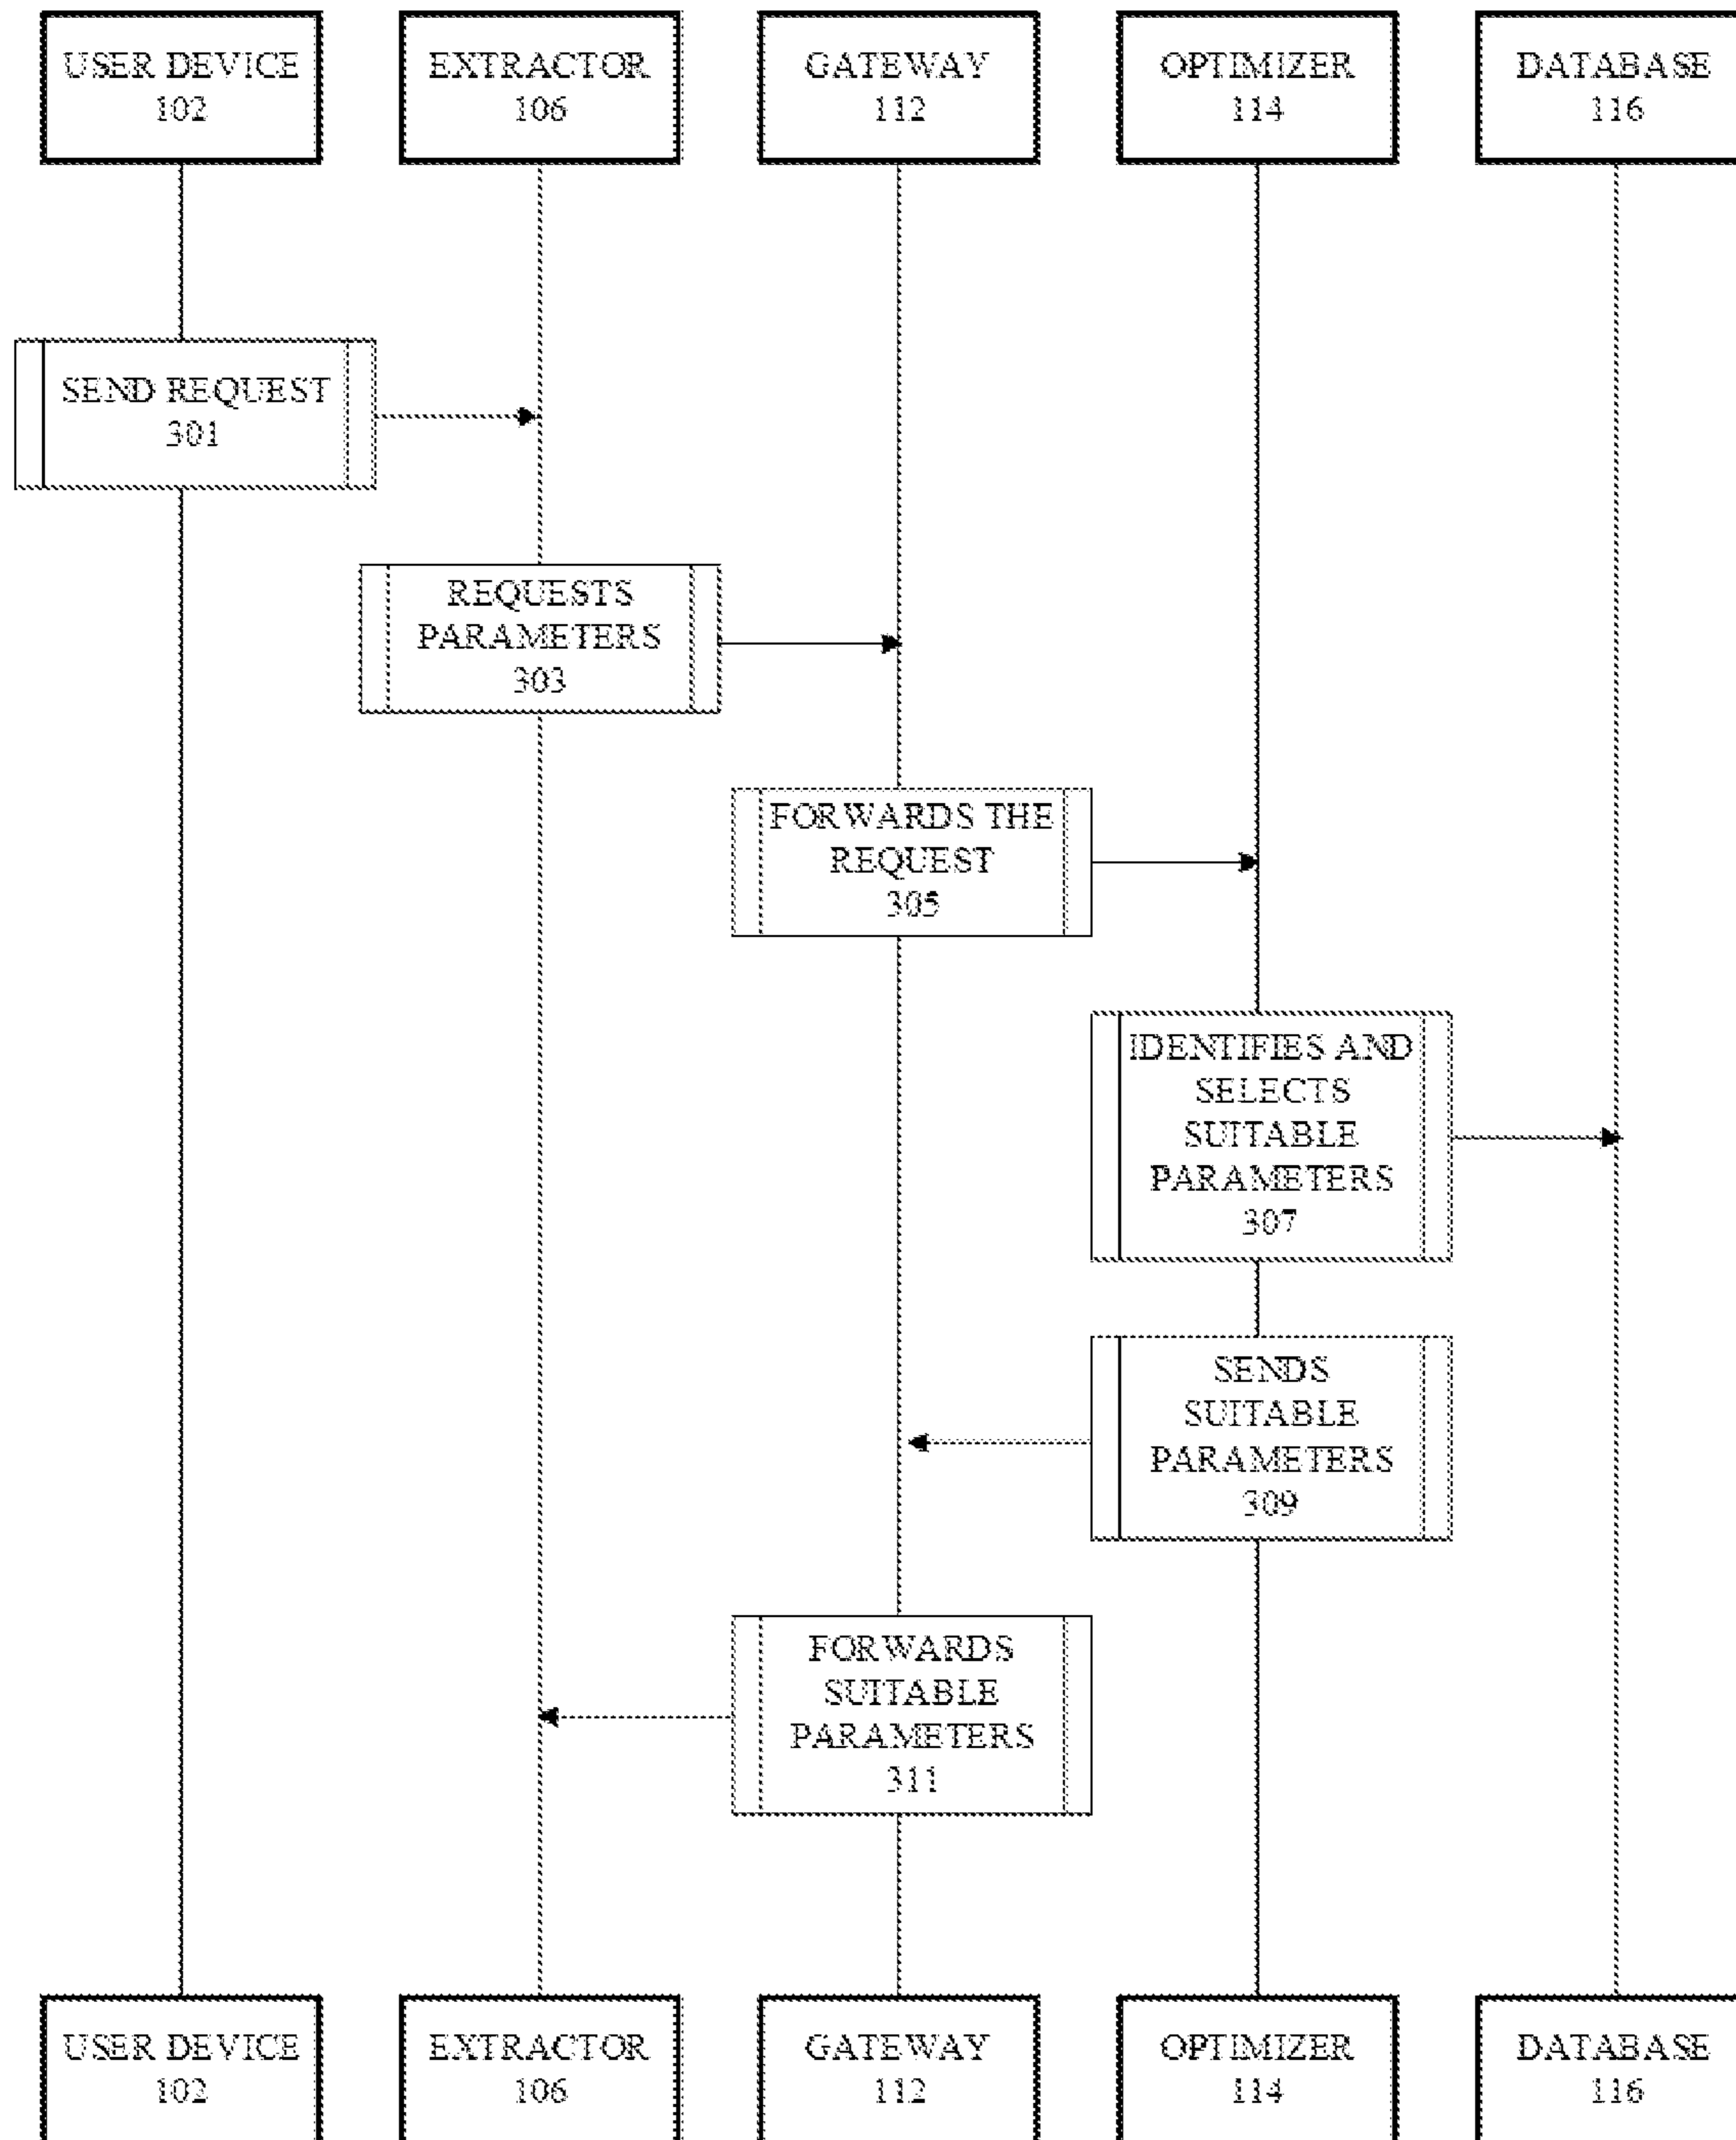 USER DEVICE
102
EXTRACTOR
106
GATEWAY
112
OPTIMIZER
114
DATABASE
116
SEND REQUEST
301
REQUESTS
PARAMETERS
303
FORWARDS THE
REQUEST
305
IDENTIFIES AND
SELECTS
SUITABLE
PARAMETERS
307
SENDS
SUITABLE
PARAMETERS
309
FORWARDS
SUITABLE
PARAMETERS
311
USER DEVICE
102
EXTRACTOR
106
GATEWAY
112
OPTIMIZER
114
DATABASE
116